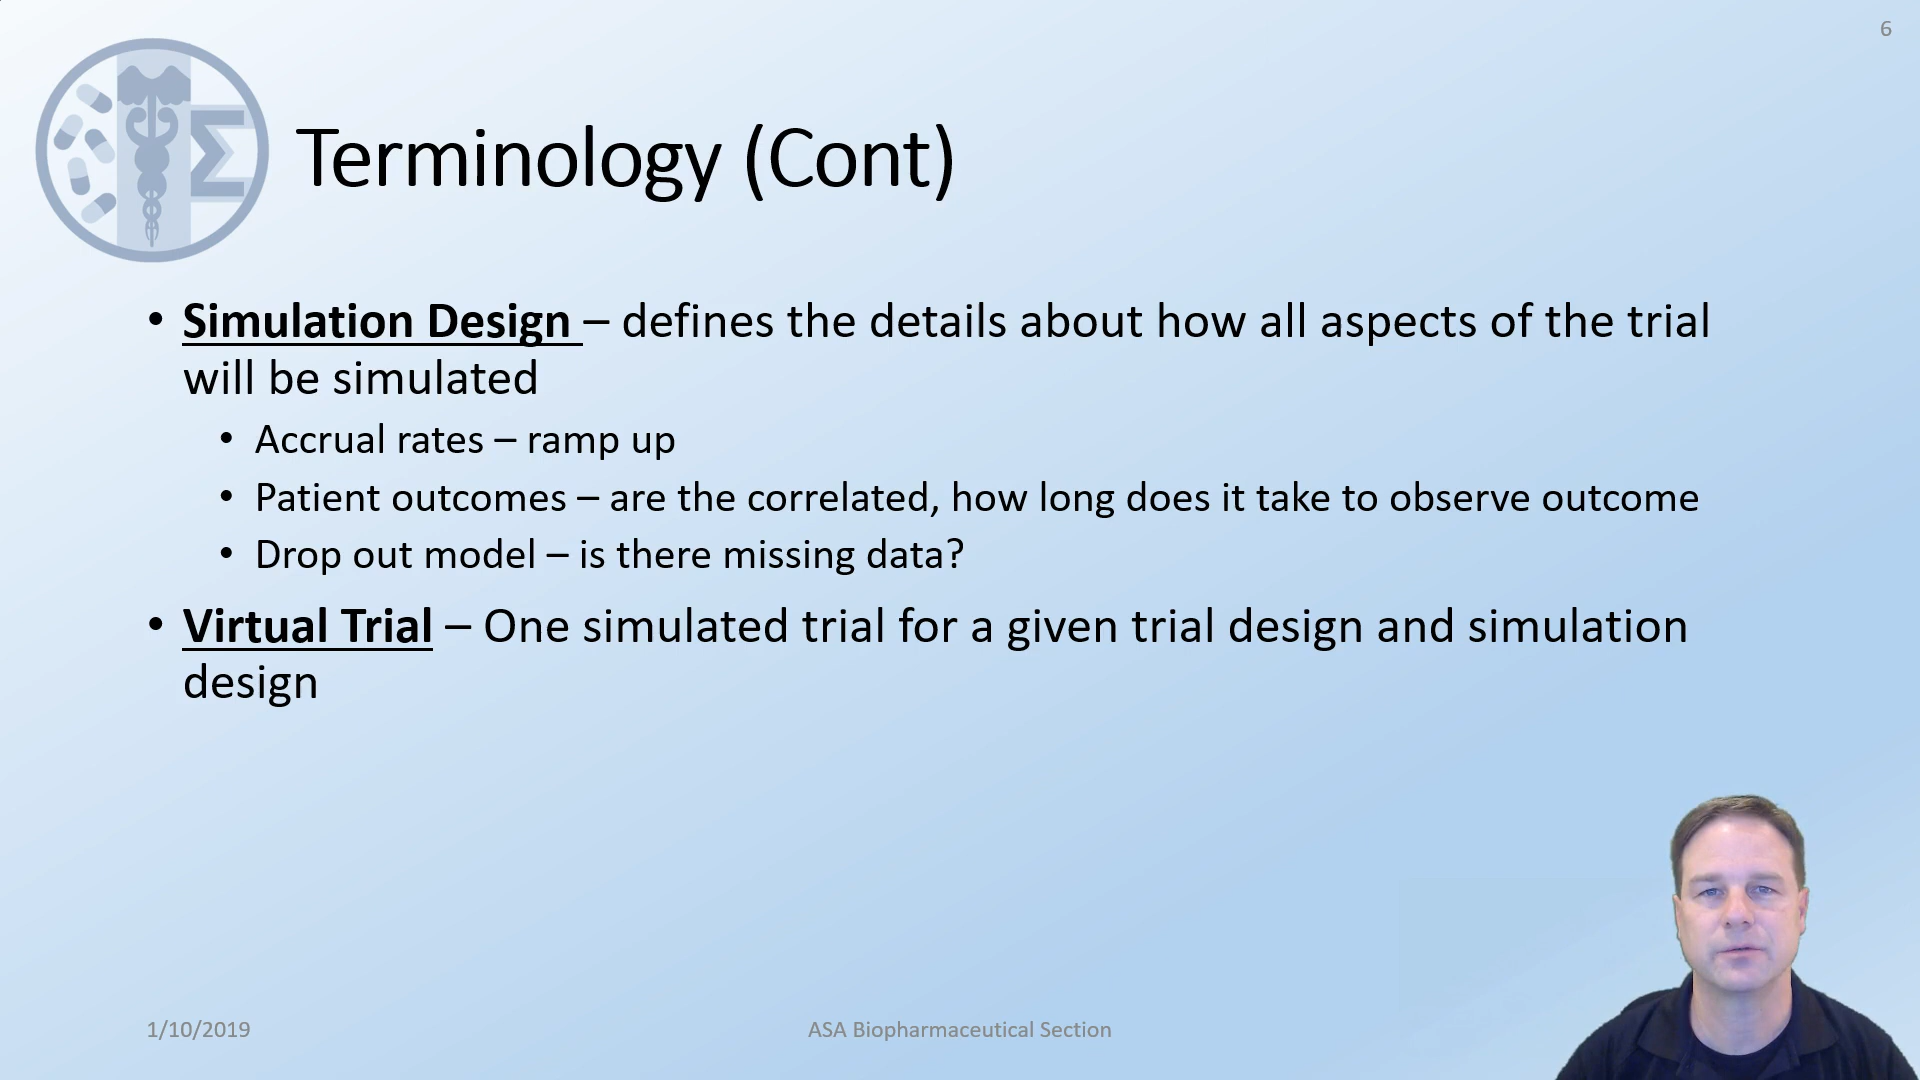 6
Terminology (Cont)
• Simulation Design – defines the details about how all aspects of the trial
will be simulated
• Accrual rates – ramp up
• Patient outcomes – are the correlated, how long does it take to observe outcome
• Drop out model – is there missing data?
• Virtual Trial – One simulated trial for a given trial design and simulation
design
1/10/2019
ASA Biopharmaceutical Section